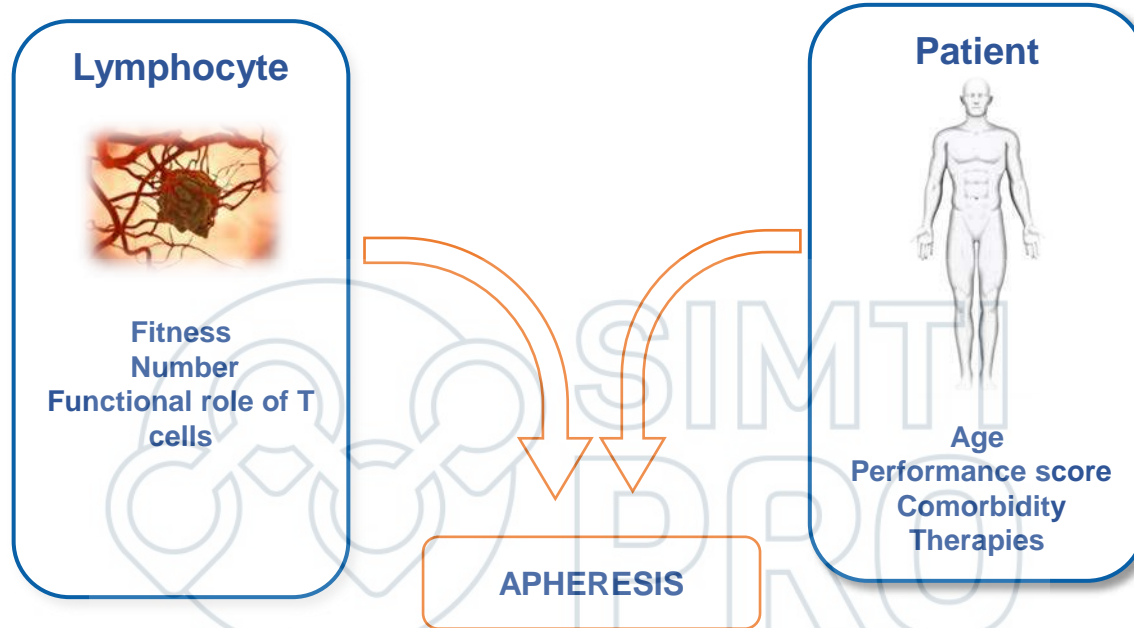 Lymphocyte
Fitness
Number
Functional role of T
cells
Patient
Age
Performance score
Comorbidity
Therapies
APHERESIS
SIMTI
PRO